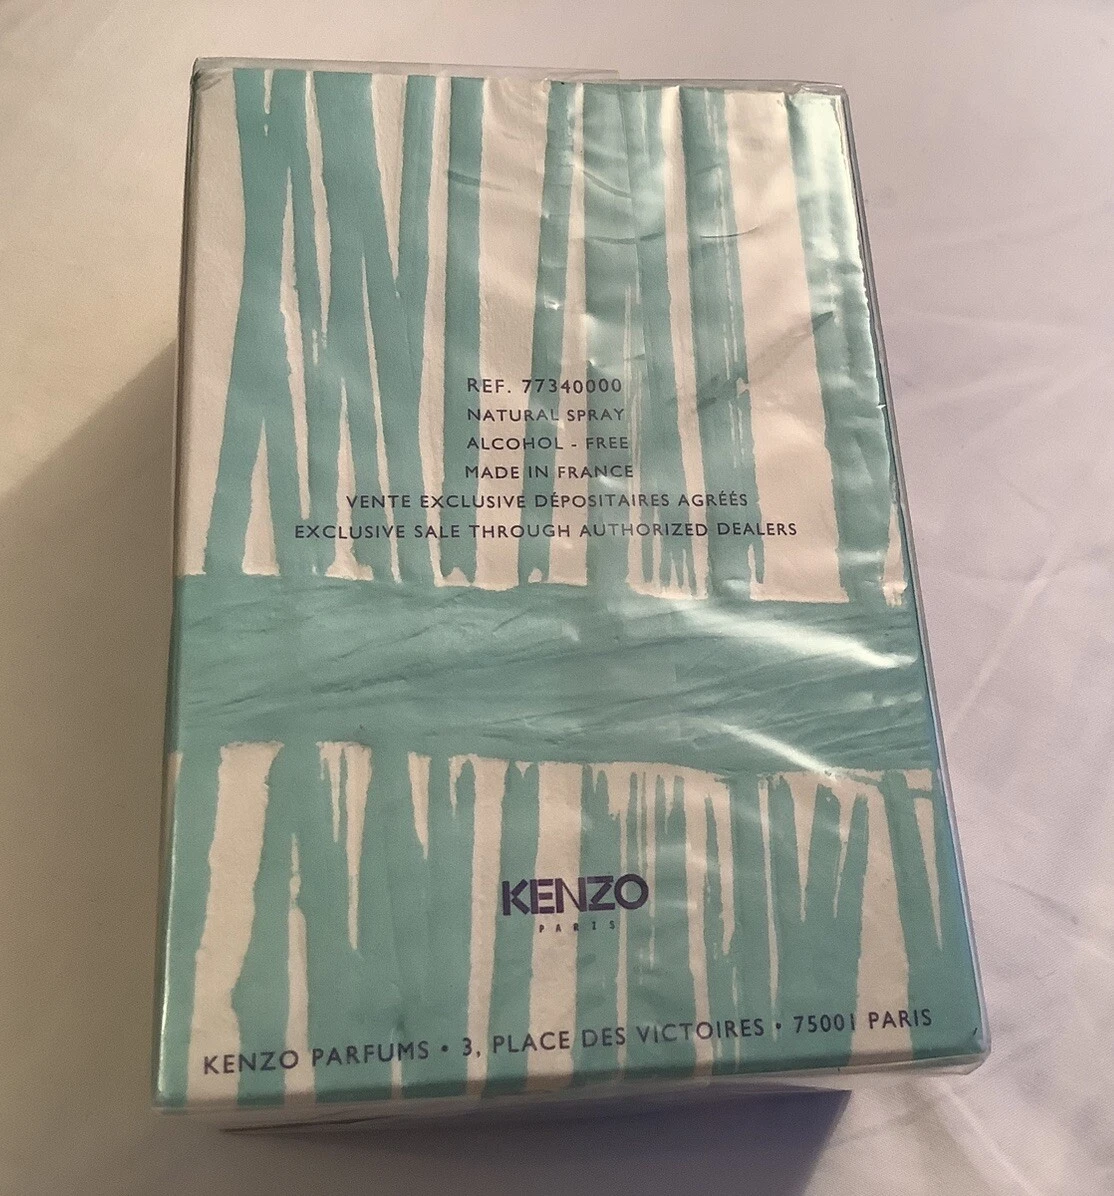 REF. 77340000
NATURAL SPRAY
ALCOHOL - FREE
MADE IN FRANCE
VENTE EXCLUSIVE DÉPOSITAIRES AGRÉÉS
EXCLUSIVE SALE THROUGH AUTHORIZED DEALERS
KENZO
PARIS
KENZO PARFUMS • 3, PLACE DES VICTOIRES • 75001 PARIS